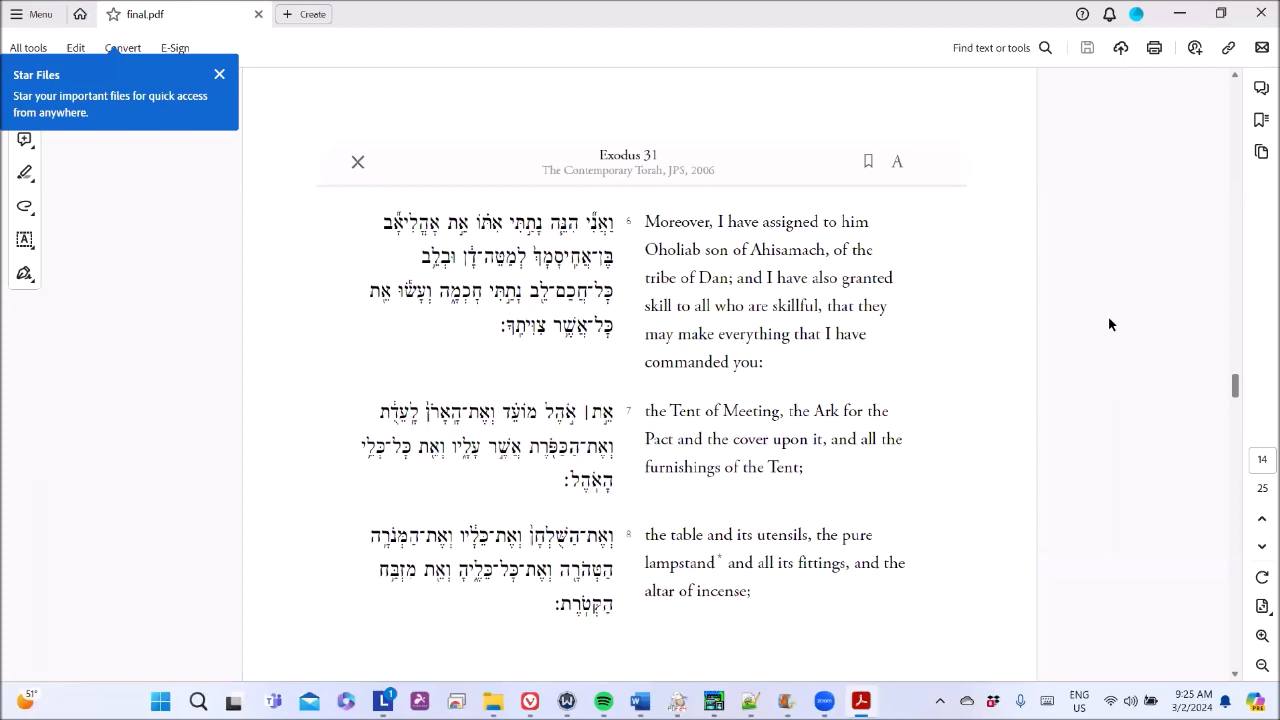 Menu
final.pdf
Create
All tools
Edit
Convert
E-Sign
Find text or tools
Star Files
Star your important files for quick access
from anywhere.
Exodus 31
The Contemporary Torah, JPS, 2006
וַאֲנִ֞י הִנֵּ֧ה נָתַ֣תִּי אִתּ֗וֹ אֵ֣ת אׇהֳלִיאָ֞ב
בֶּן־אֲחִֽיסָמָךְ֙ לְמַטֵּה־דָ֔ן וּבְלֵ֥ב
כׇּל־חֲכַם־לֵ֖ב נָתַ֣תִּי חׇכְמָ֑ה וְעָשׂ֕וּ אֵ֖ת
כׇּל־אֲשֶׁ֥ר צִוִּיתִֽךָ׃
6
Moreover, I have assigned to him
Oholiab son of Ahisamach, of the
tribe of Dan; and I have also granted
skill to all who are skillful, that they
may make everything that I have
commanded you:
אֵ֣ת ׀ אֹ֣הֶל מוֹעֵ֗ד וְאֶת־הָֽאָרֹן֙ לָֽעֵדֻ֔ת
וְאֶת־הַכַּפֹּ֖רֶת אֲשֶׁ֣ר עָלָ֑יו וְאֵ֖ת כׇּל־כְּלֵ֥י
הָאֹֽהֶל׃
7
the Tent of Meeting, the Ark for the
Pact and the cover upon it, and all the
furnishings of the Tent;
וְאֶת־הַשֻּׁלְחָן֙ וְאֶת־כֵּלָ֔יו וְאֶת־הַמְּנֹרָ֥ה
הַטְּהֹרָ֖ה וְאֶת־כׇּל־כֵּלֶ֑יהָ וְאֵ֖ת מִזְבַּ֥ח
הַקְּטֹֽרֶת׃
8
the table and its utensils, the pure
lampstand* and all its fittings, and the
altar of incense;
14
25
51°
ENG
US
9:25 AM
3/2/2024